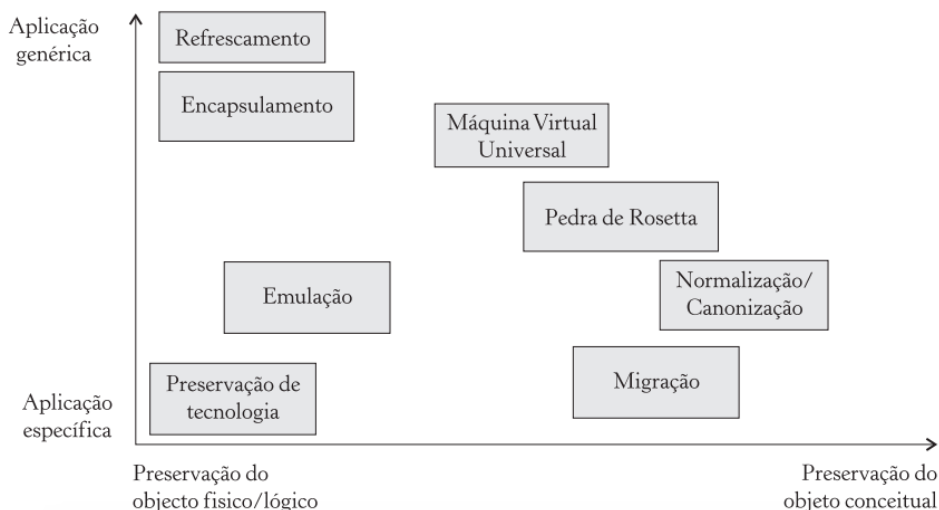 Aplicação
genérica
Refrescamento
Encapsulamento
Máquina Virtual
Universal
Pedra de Rosetta
Emulação
Normalização/
Canonização
Preservação de
tecnologia
Migração
Aplicação
específica
Preservação do
objecto fisico/lógico
Preservação do
objeto conceitual